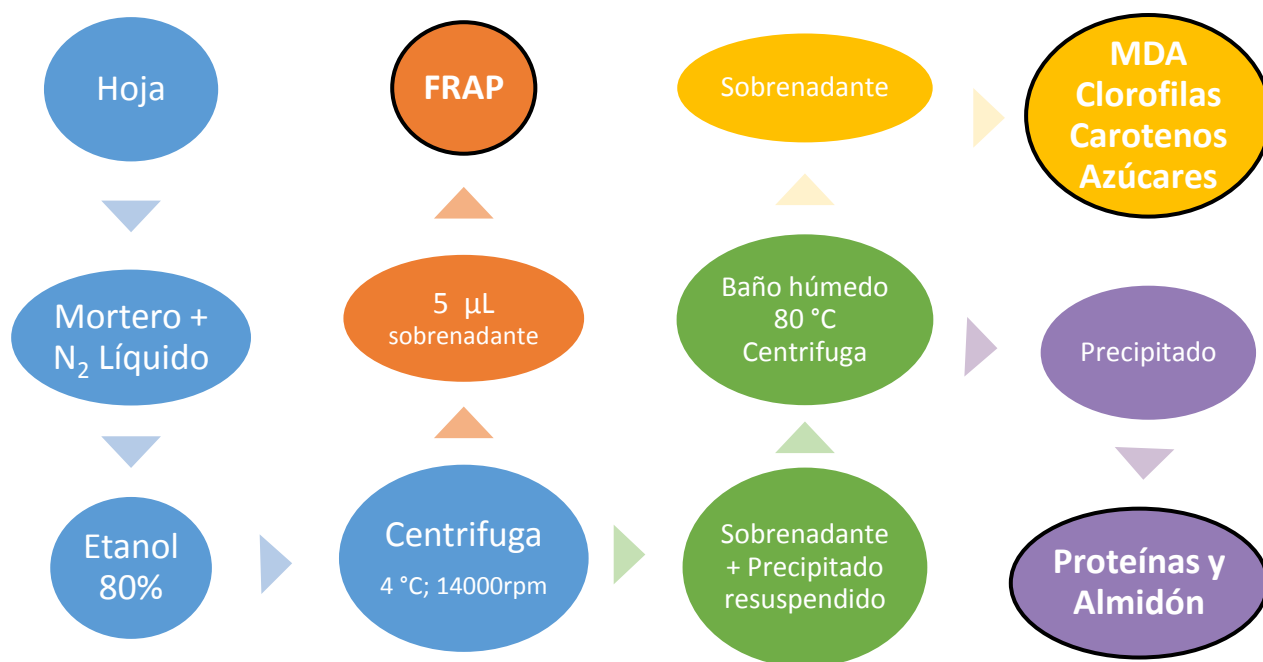 Hoja
Mortero +
N₂ Líquido
Etanol
80%
Centrifuga
4 °C; 14000rpm
5 µL
sobrenadante
FRAP
Sobrenadante
+ Precipitado
resuspendido
Baño húmedo
80 °C
Centrifuga
Sobrenadante
MDA
Clorofilas
Carotenos
Azúcares
Precipitado
Proteínas y
Almidón